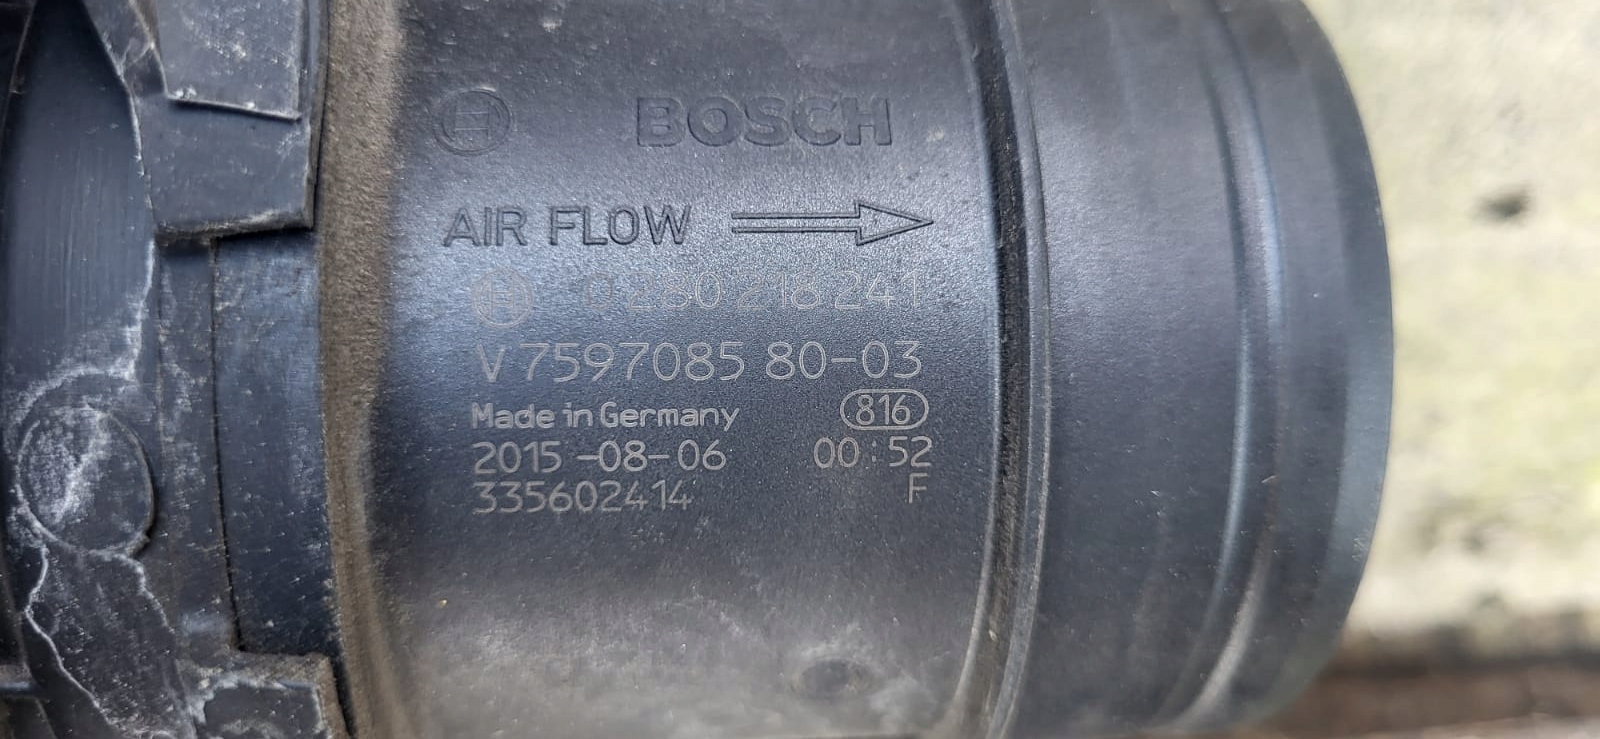 BOSCH
AIR FLOW
0 280 218 241
V 7597085 80-03
Made in Germany 816
2015-08-06 00:52
335602414 F